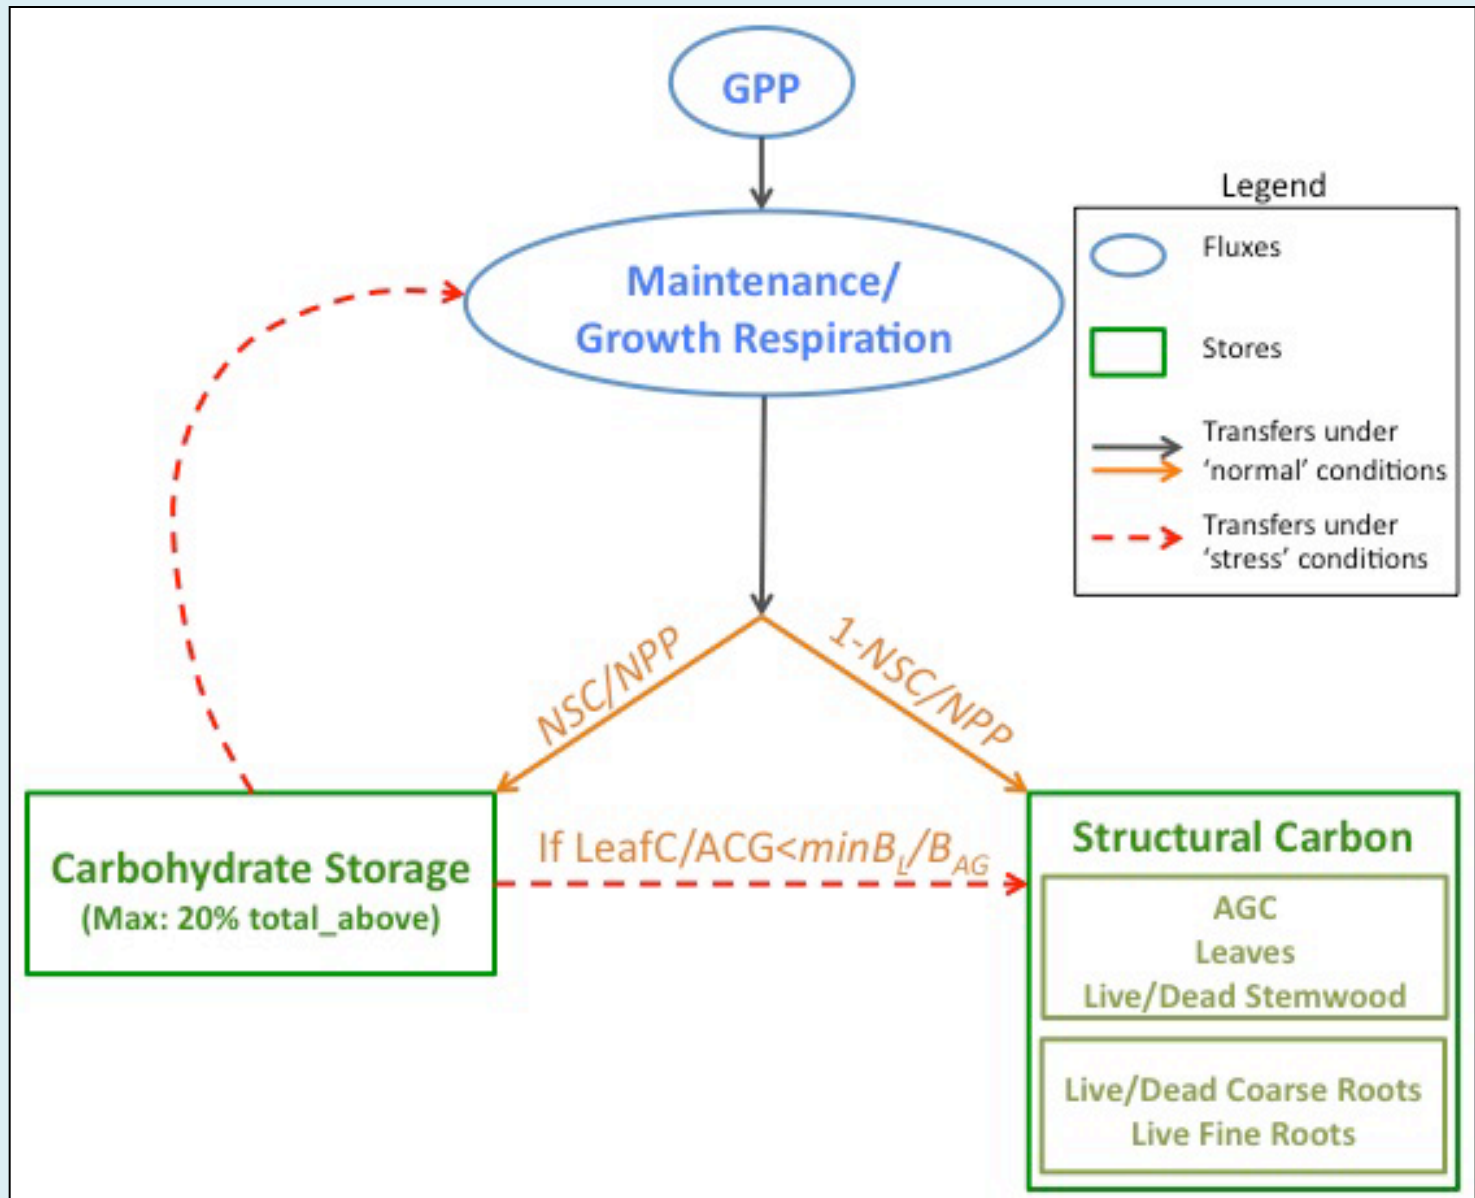 GPP
Maintenance/
Growth Respiration
Legend
Fluxes
Stores
Transfers under
‘normal’ conditions
Transfers under
‘stress’ conditions
NSC/NPP
1-NSC/NPP
Carbohydrate Storage
(Max: 20% total_above)
If LeafC/ACG<minB_L/B_AG
Structural Carbon
AGC
Leaves
Live/Dead Stemwood
Live/Dead Coarse Roots
Live Fine Roots